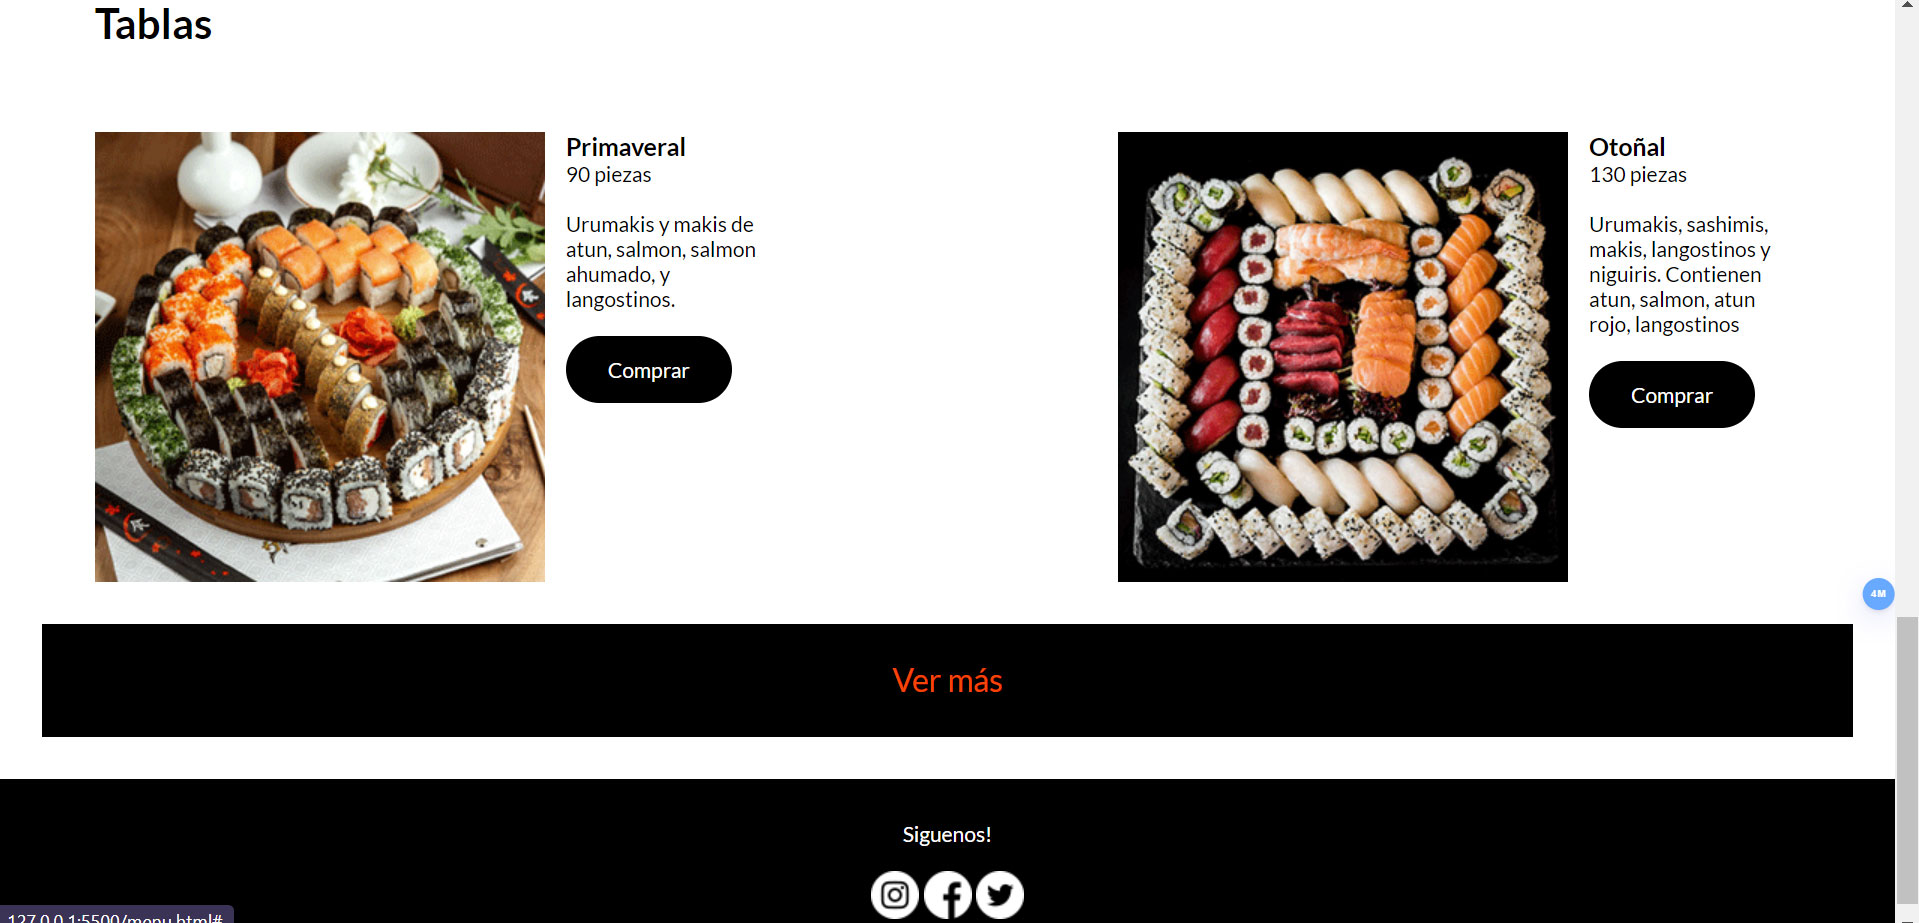 Tablas
Primaveral
90 piezas
Urumakis y makis de
atun, salmon, salmon
ahumado, y
langostinos.
Comprar
Otoñal
130 piezas
Urumakis, sashimis,
makis, langostinos y
niguiris. Contienen
atun, salmon, atun
rojo, langostinos
Comprar
4M
Ver más
Siguenos!
127.0.0.1:5500/menu.html#